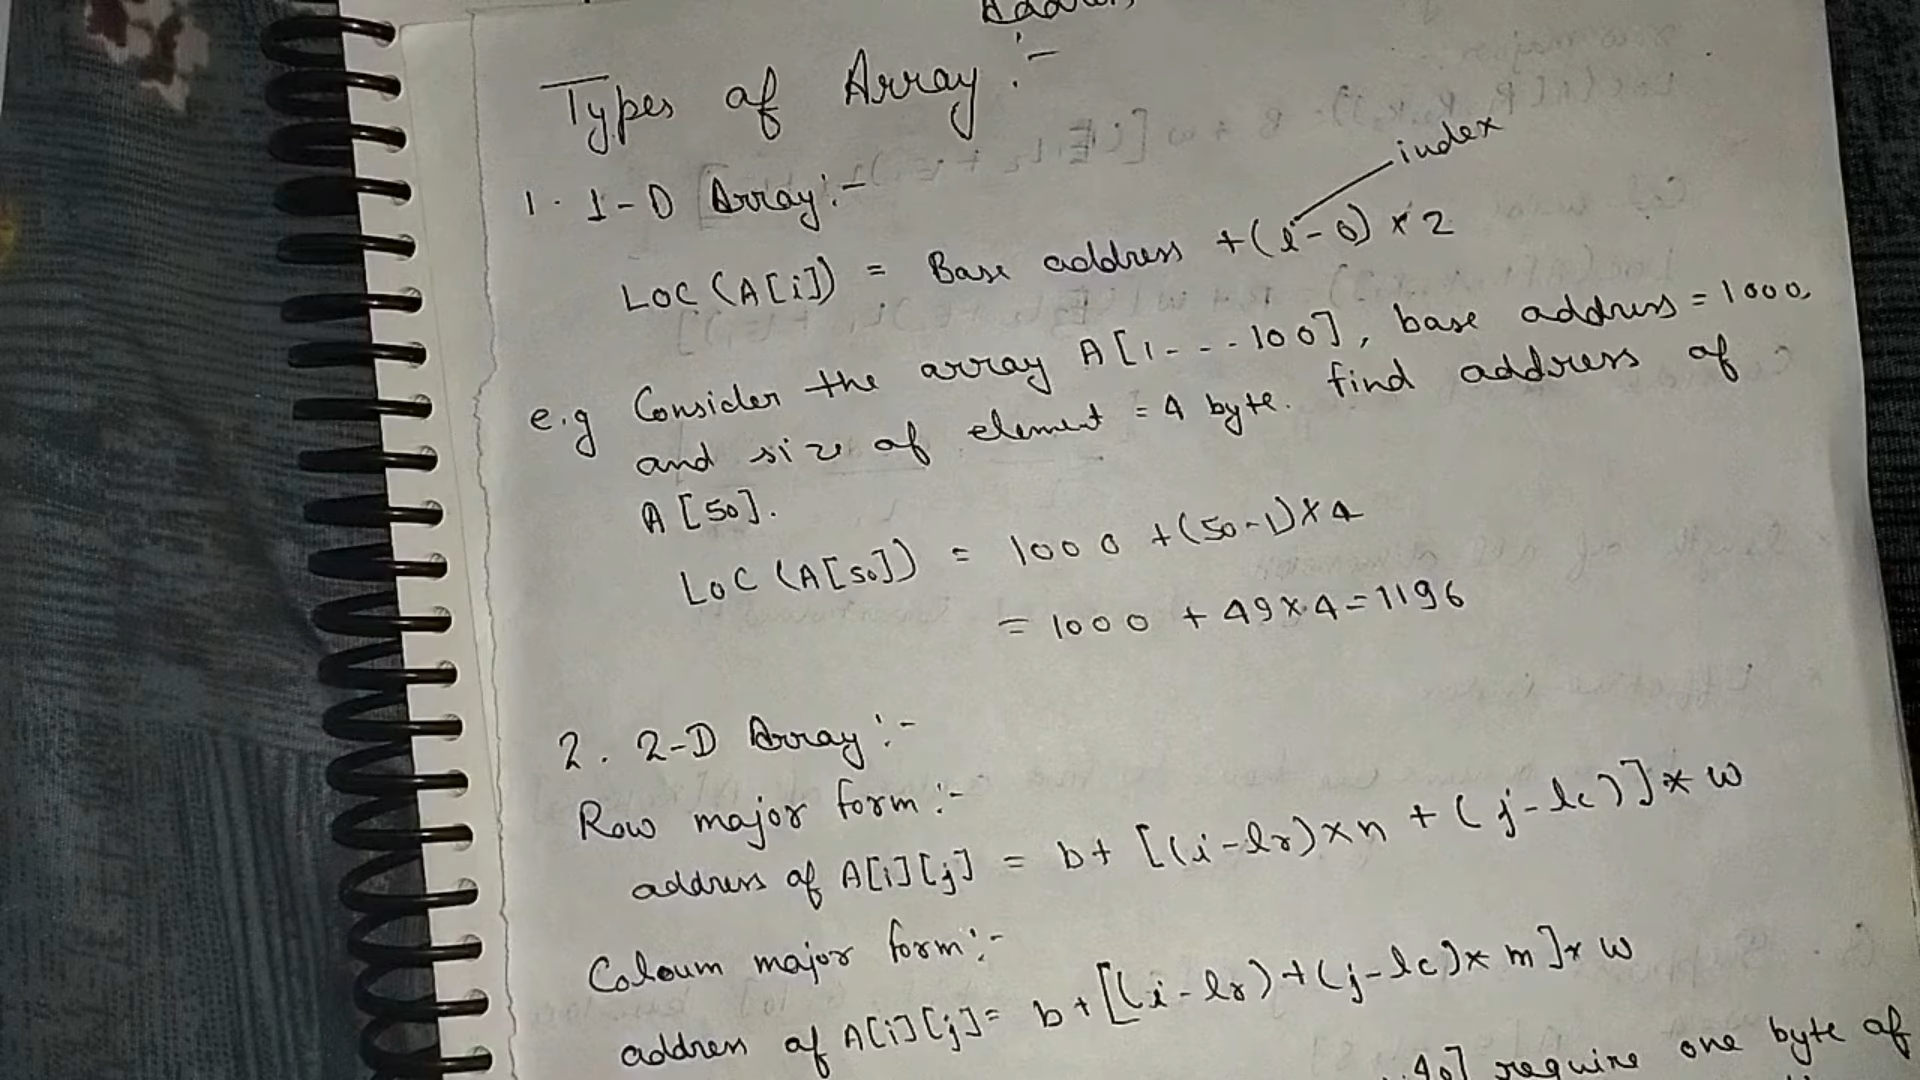 Types of Array :-
index
1. 1-D Array :-
LOC (A[i]) = Base address + (i-0) × 2
e.g Consider the array A[1---100], base address = 1000,
and size of element = 4 byte. find address of
A[50].
LOC (A[50]) = 1000 + (50-1) × 4
= 1000 + 49×4 = 1196
2. 2-D Array :-
Row major form :-
address of A[i][j] = b + [(i-lr)×n + (j-lc)] × w
Coloum major form :-
address of A[i][j] = b + [(i-lr) + (j-lc) × m] × w
40] require one byte of